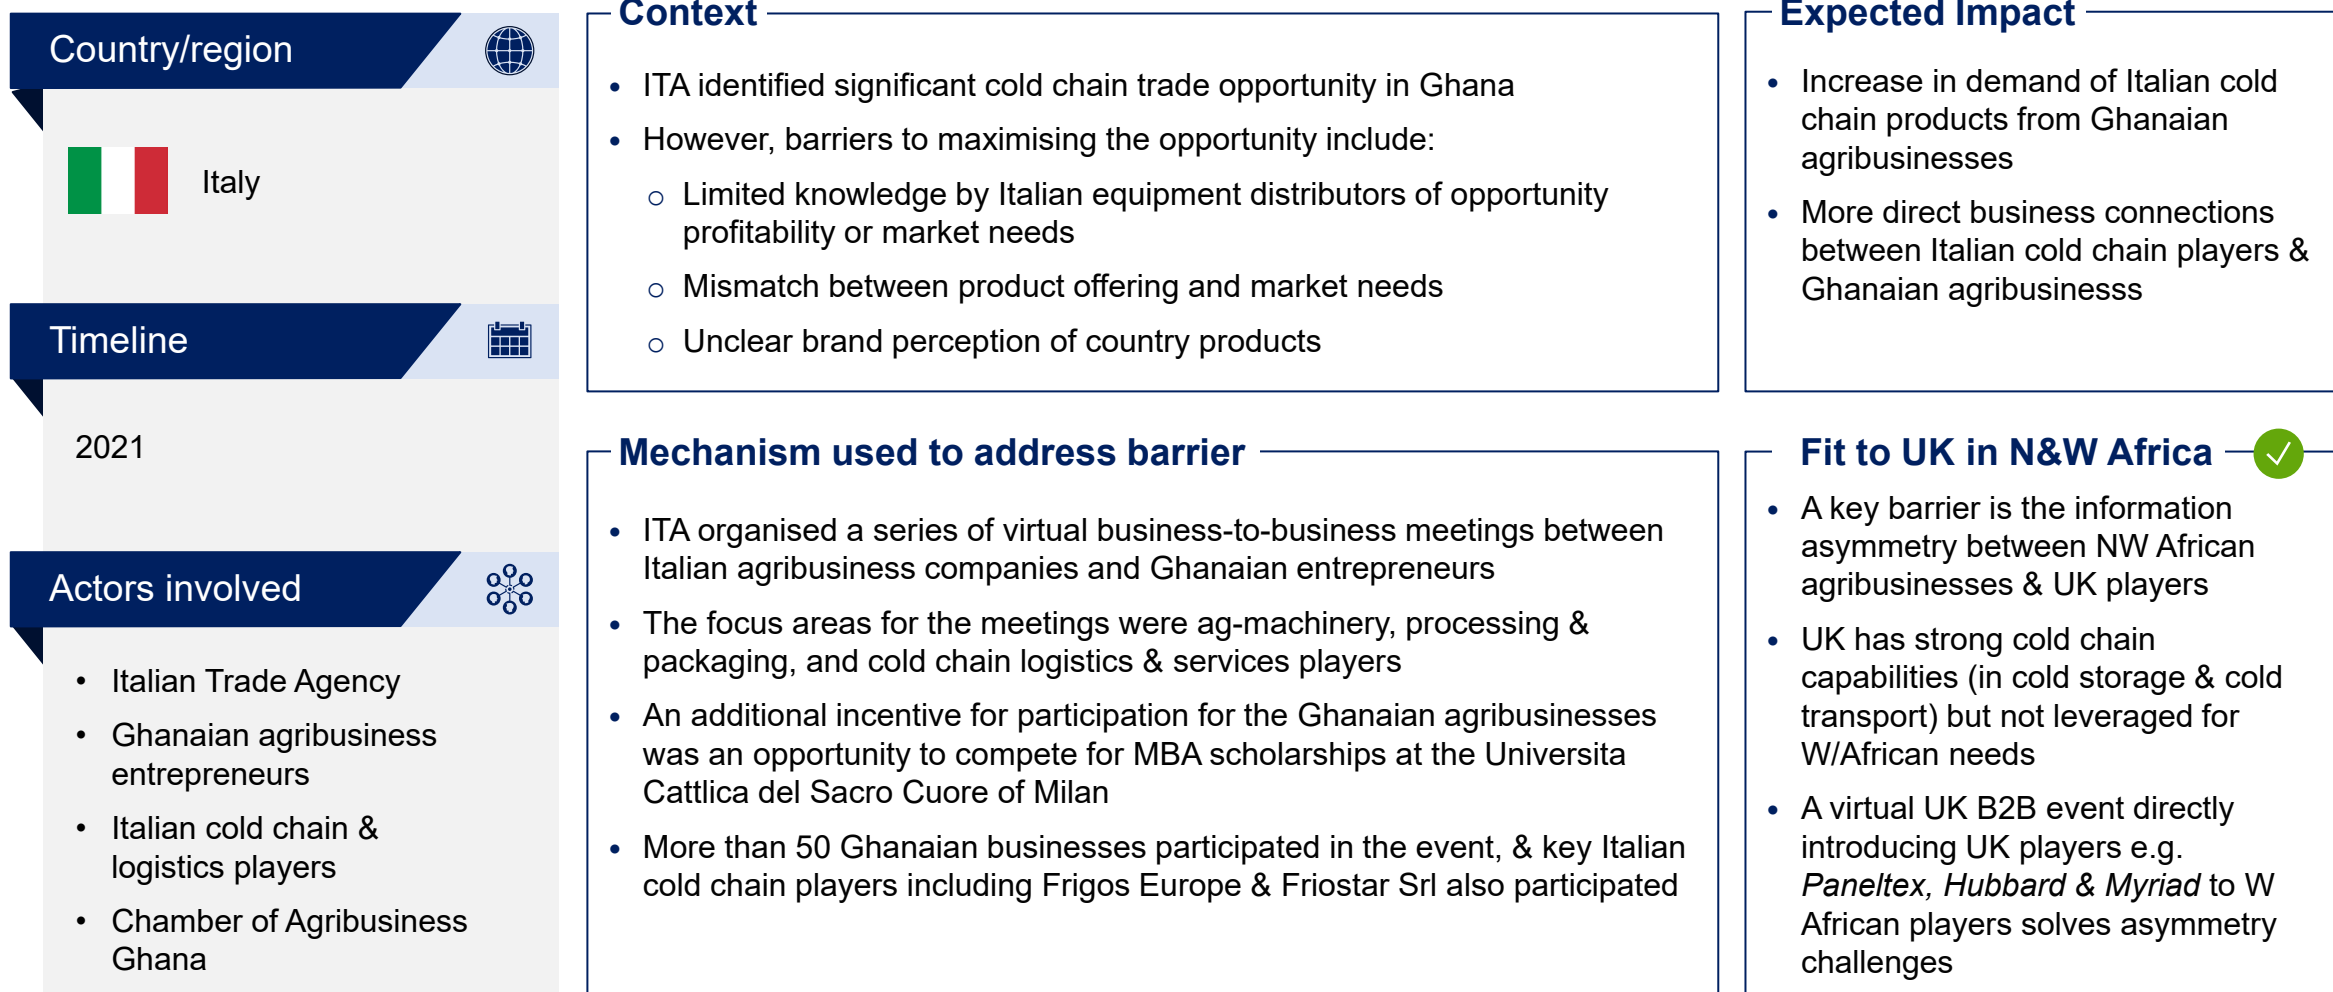 Country/region
Italy
Timeline
2021
Actors involved
• Italian Trade Agency
• Ghanaian agribusiness
entrepreneurs
• Italian cold chain &
logistics players
• Chamber of Agribusiness
Ghana
Context
• ITA identified significant cold chain trade opportunity in Ghana
• However, barriers to maximising the opportunity include:
o Limited knowledge by Italian equipment distributors of opportunity
profitability or market needs
o Mismatch between product offering and market needs
o Unclear brand perception of country products
Mechanism used to address barrier
• ITA organised a series of virtual business-to-business meetings between
Italian agribusiness companies and Ghanaian entrepreneurs
• The focus areas for the meetings were ag-machinery, processing &
packaging, and cold chain logistics & services players
• An additional incentive for participation for the Ghanaian agribusinesses
was an opportunity to compete for MBA scholarships at the Universita
Cattlica del Sacro Cuore of Milan
• More than 50 Ghanaian businesses participated in the event, & key Italian
cold chain players including Frigos Europe & Friostar Srl also participated
Expected Impact
• Increase in demand of Italian cold
chain products from Ghanaian
agribusinesses
• More direct business connections
between Italian cold chain players &
Ghanaian agribusinesss
Fit to UK in N&W Africa
• A key barrier is the information
asymmetry between NW African
agribusinesses & UK players
• UK has strong cold chain
capabilities (in cold storage & cold
transport) but not leveraged for
W/African needs
• A virtual UK B2B event directly
introducing UK players e.g.
Paneltex, Hubbard & Myriad to W
African players solves asymmetry
challenges